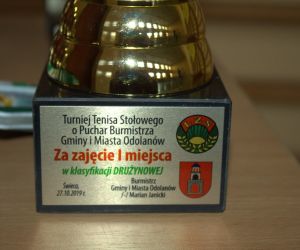 Turniej Tenisa Stołowego
o Puchar Burmistrza
Gminy i Miasta Odolanów
Za zajęcie I miejsca
w klasyfikacji DRUŻYNOWEJ
Świeca,
27.10.2019 r.
Burmistrz
Gminy i Miasta Odolanów
/-/ Marian Janicki
LZS